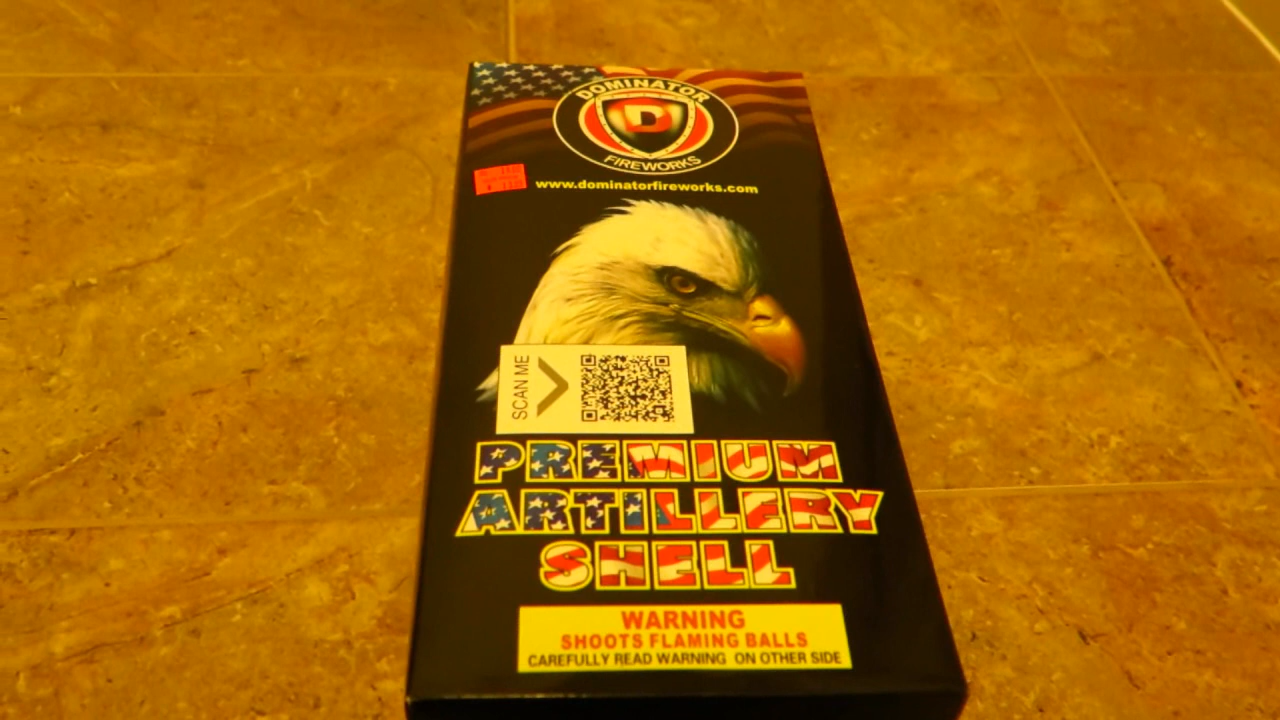 DOMINATOR
D
FIREWORKS
www.dominatorfireworks.com
SCAN ME
PREMIUM
ARTILLERY
SHELL
WARNING
SHOOTS FLAMING BALLS
CAREFULLY READ WARNING ON OTHER SIDE